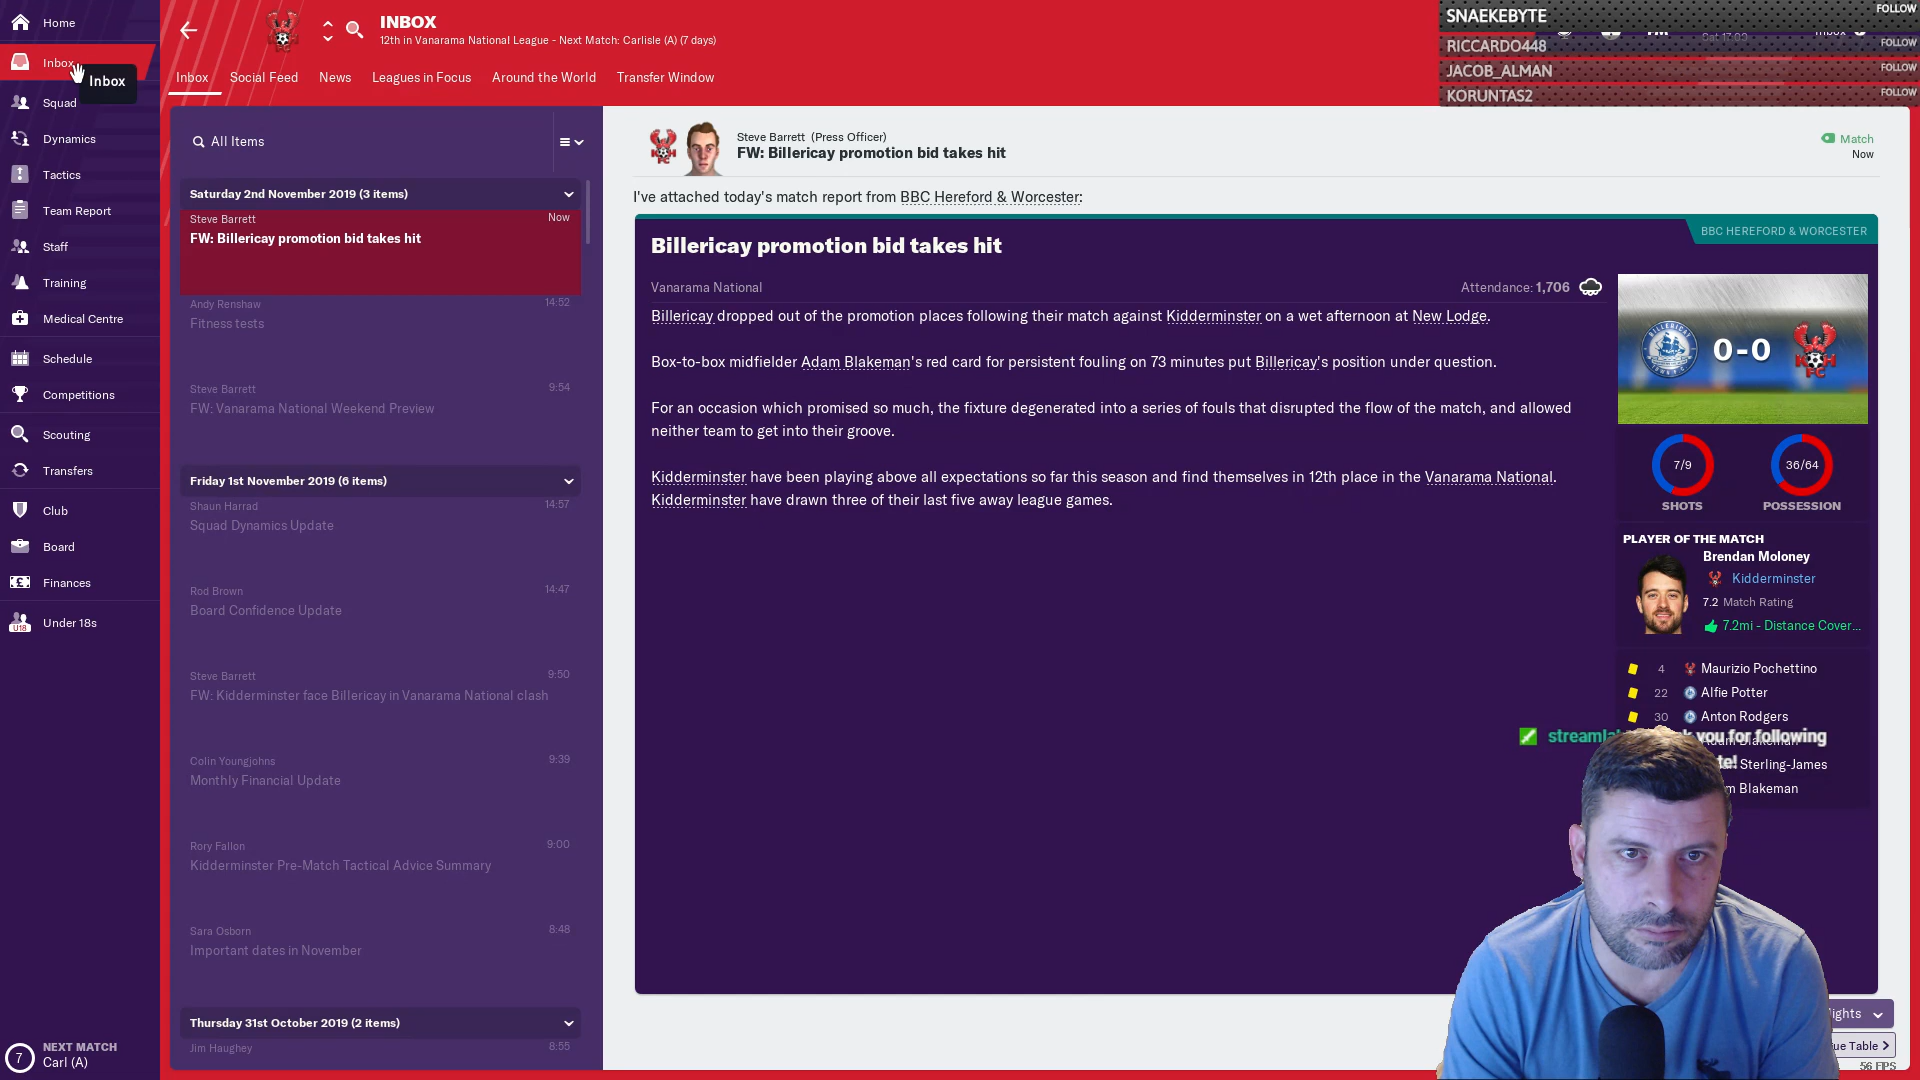 Home
Inbox
Inbox
Squad
Dynamics
Tactics
Team Report
Staff
Training
Medical Centre
Schedule
Competitions
Scouting
Transfers
Club
Board
Finances
Under 18s
U18
7
NEXT MATCH
Carl (A)
INBOX
12th in Vanarama National League - Next Match: Carlisle (A) (7 days)
Inbox
Social Feed
News
Leagues in Focus
Around the World
Transfer Window
SNAEKEBYTE
FOLLOW
RICCARDO448
FOLLOW
JACOB_ALMAN
FOLLOW
KORUNTAS2
FOLLOW
All Items
Saturday 2nd November 2019 (3 items)
Steve Barrett
Now
FW: Billericay promotion bid takes hit
Andy Renshaw
14:52
Fitness tests
Steve Barrett
9:54
FW: Vanarama National Weekend Preview
Friday 1st November 2019 (6 items)
Shaun Harrad
14:57
Squad Dynamics Update
Rod Brown
14:47
Board Confidence Update
Steve Barrett
9:50
FW: Kidderminster face Billericay in Vanarama National clash
Colin Youngjohns
9:39
Monthly Financial Update
Rory Fallon
9:00
Kidderminster Pre-Match Tactical Advice Summary
Sara Osborn
8:48
Important dates in November
Thursday 31st October 2019 (2 items)
Jim Haughey
8:55
Steve Barrett (Press Officer)
FW: Billericay promotion bid takes hit
Match
Now
I've attached today's match report from BBC Hereford & Worcester:
Billericay promotion bid takes hit
BBC HEREFORD & WORCESTER
Vanarama National
Attendance: 1,706
Billericay dropped out of the promotion places following their match against Kidderminster on a wet afternoon at New Lodge.
Box-to-box midfielder Adam Blakeman's red card for persistent fouling on 73 minutes put Billericay's position under question.
For an occasion which promised so much, the fixture degenerated into a series of fouls that disrupted the flow of the match, and allowed
neither team to get into their groove.
Kidderminster have been playing above all expectations so far this season and find themselves in 12th place in the Vanarama National.
Kidderminster have drawn three of their last five away league games.
0-0
7/9
36/64
SHOTS
POSSESSION
PLAYER OF THE MATCH
Brendan Moloney
Kidderminster
7.2 Match Rating
7.2mi - Distance Cover...
4
Maurizio Pochettino
22
Alfie Potter
30
Anton Rodgers
you for following
Sterling-James
Blakeman
Table
56 FPS